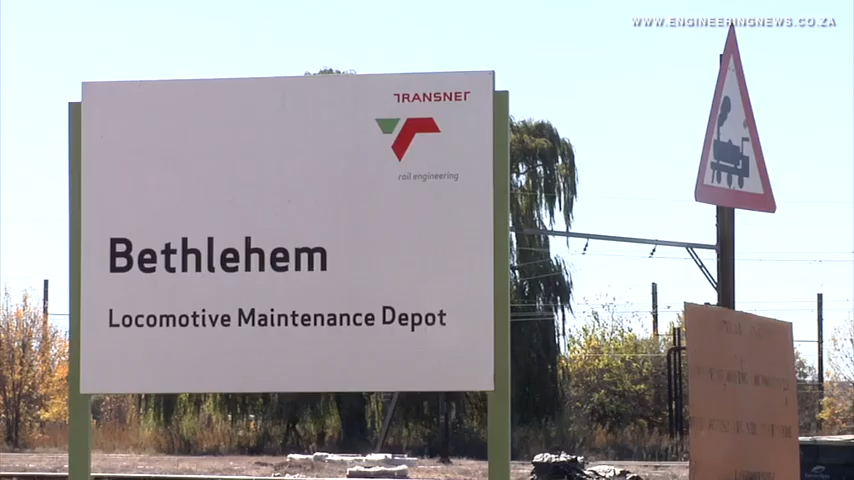 WWW.ENGINEERINGNEWS.CO.ZA
TRANSNET
rail engineering
Bethlehem
Locomotive Maintenance Depot